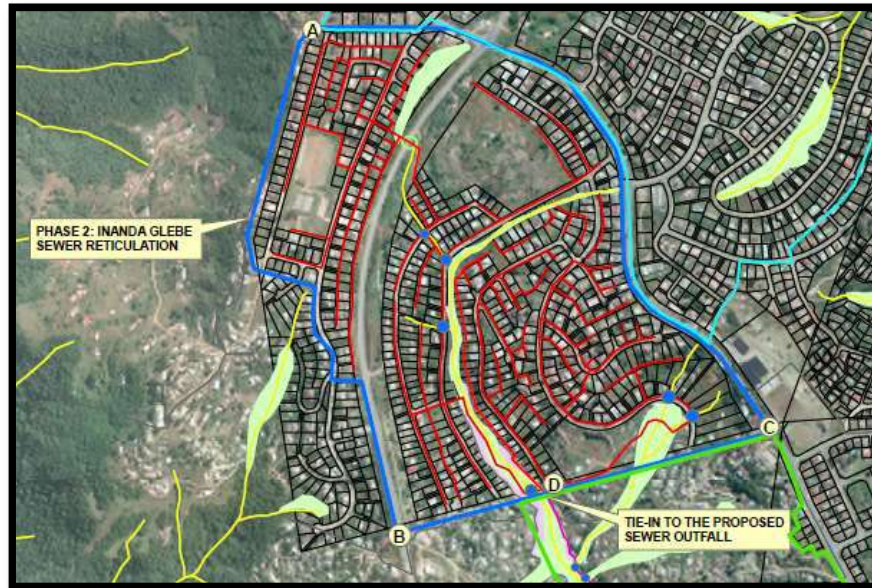 A
PHASE 2: INANDA GLEBE
SEWER RETICULATION
C
D
TIE-IN TO THE PROPOSED
SEWER OUTFALL
B